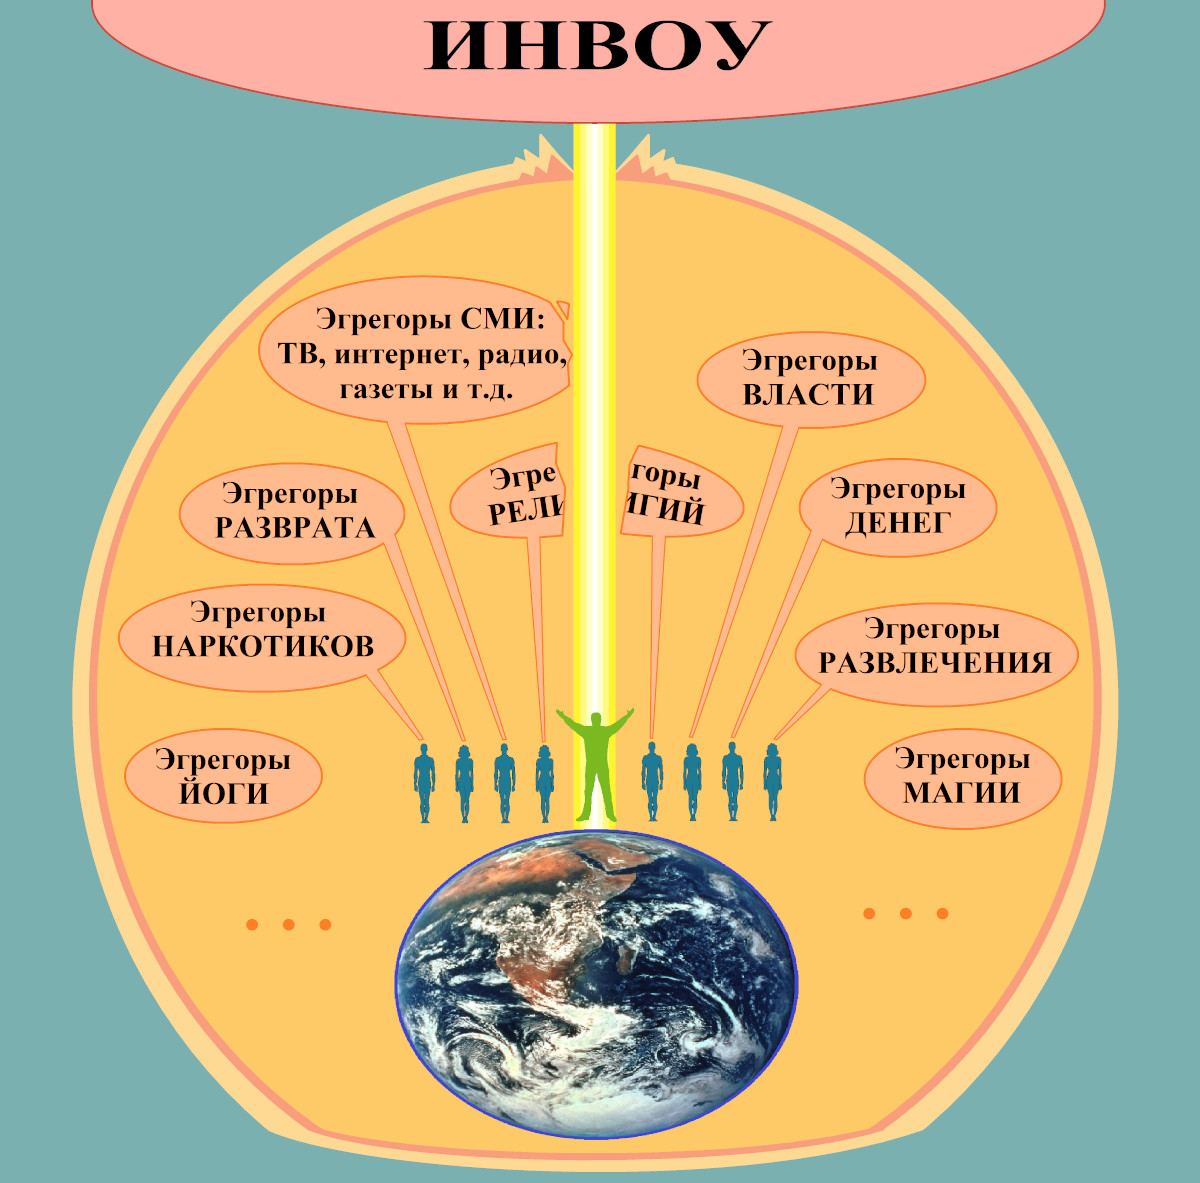 ИНВОУ
Эгрегоры СМИ:
ТВ, интернет, радио,
газеты и т.д.
Эгрегоры
ВЛАСТИ
Эгрегоры
РАЗВРАТА
Эгре горы
РЕЛИ ИГИЙ
Эгрегоры
ДЕНЕГ
Эгрегоры
НАРКОТИКОВ
Эгрегоры
РАЗВЛЕЧЕНИЯ
Эгрегоры
ЙОГИ
Эгрегоры
МАГИИ